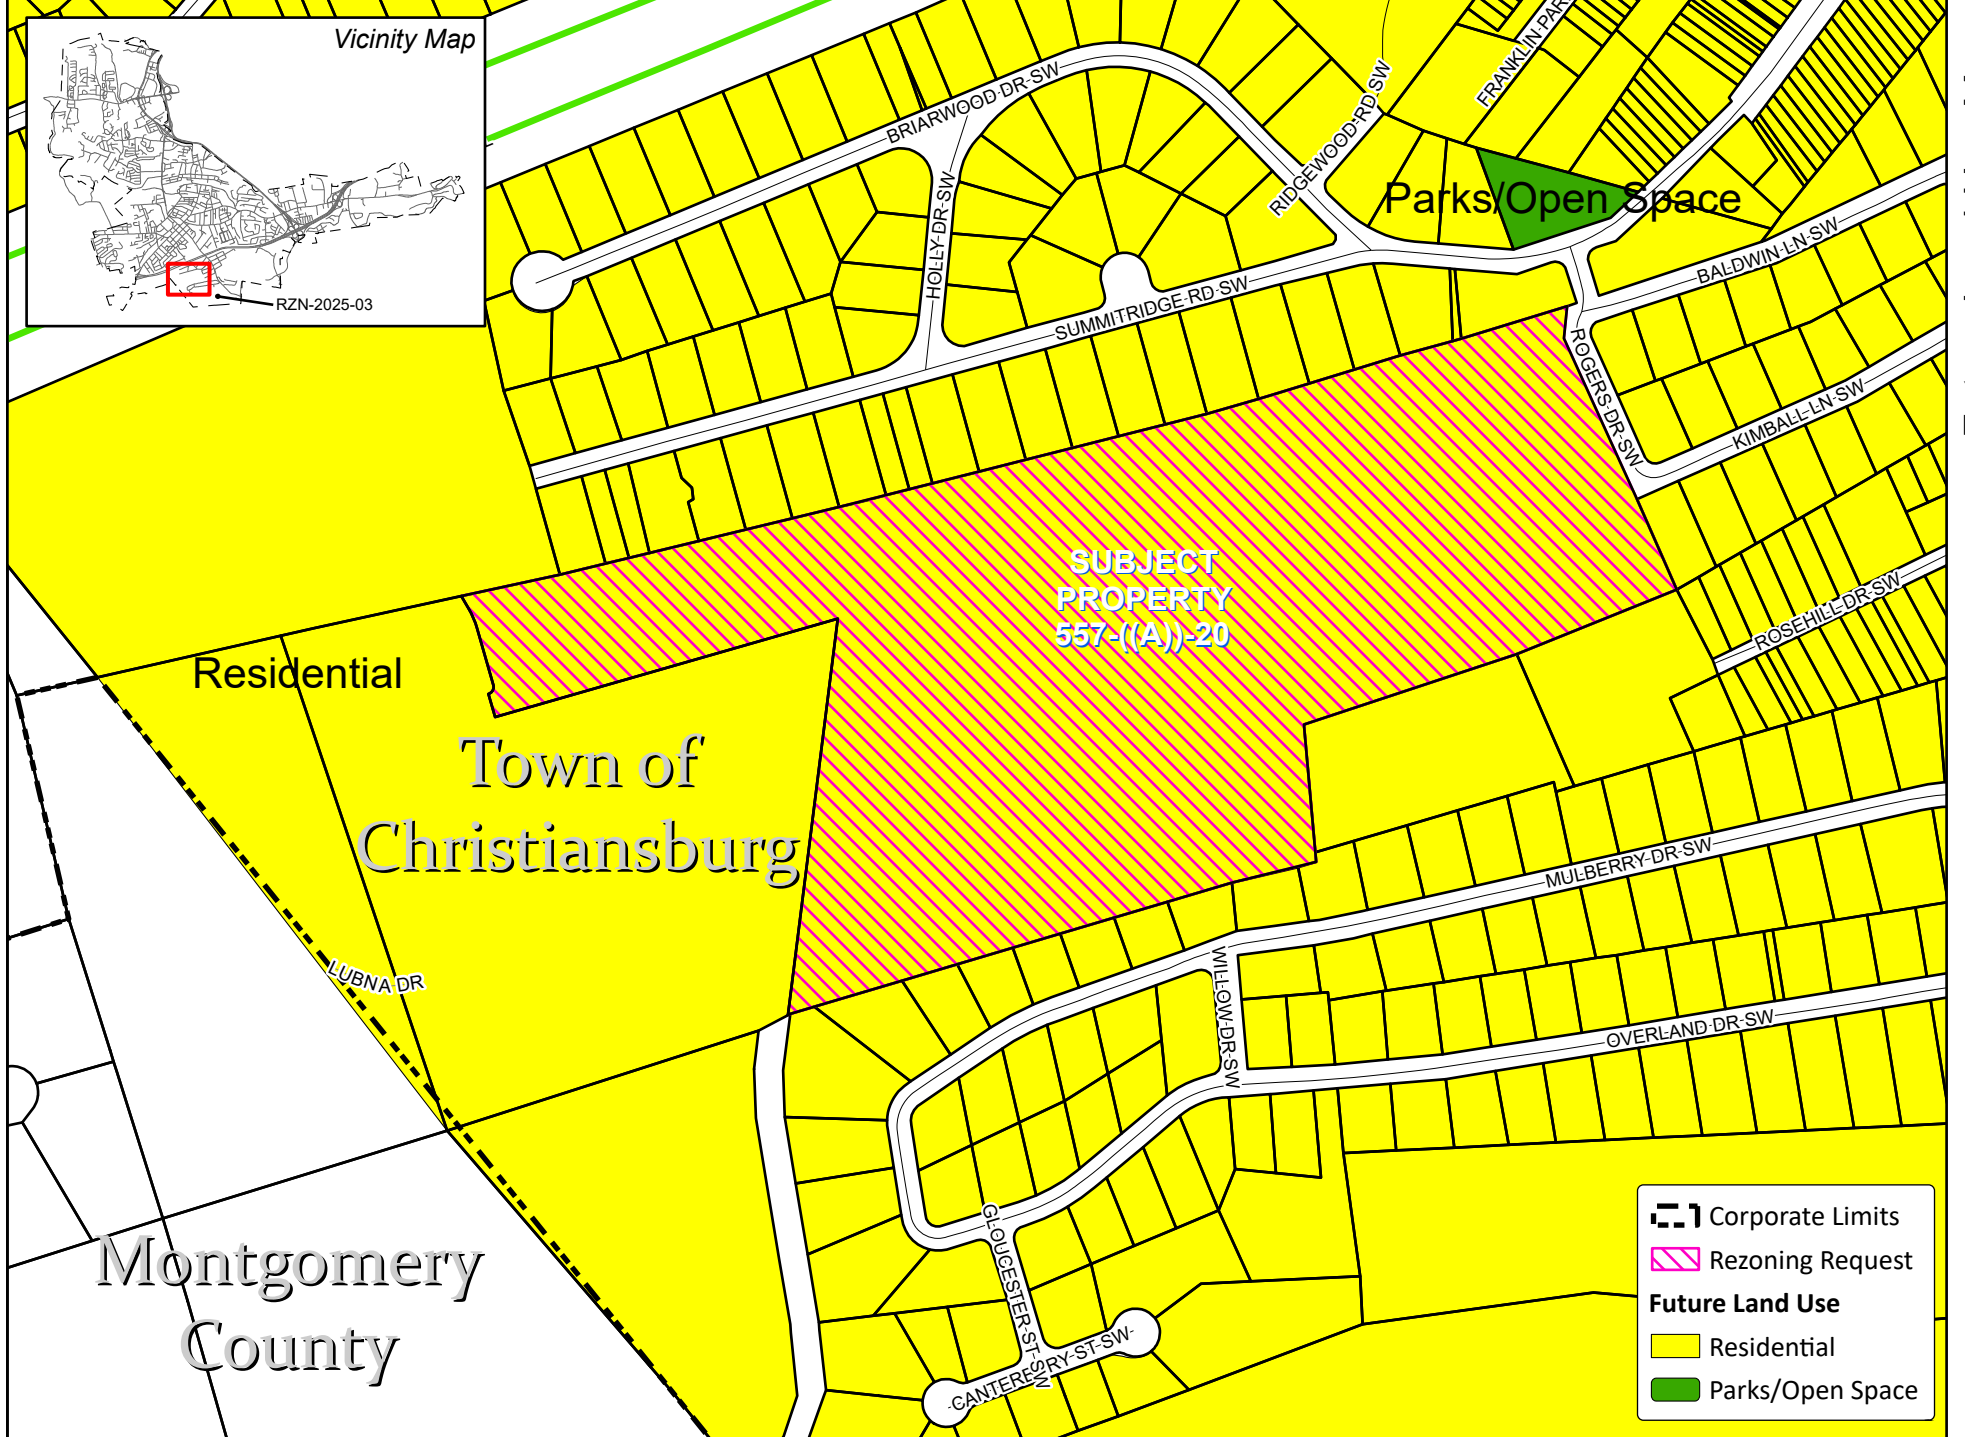 Vicinity Map
RZN-2025-03
BRIARWOOD DR SW
HOLLY DR SW
SUMMITRIDGE RD SW
RIDGEWOOD RD SW
Parks/Open Space
BALDWIN LN SW
ROGERS DR SW
KIMBALL LN SW
ROSEHILL DR SW
SUBJECT
PROPERTY
557-((A))-20
Residential
Town of
Christiansburg
MULBERRY DR SW
WILLOW DR SW
OVERLAND DR SW
LUBNA DR
GLOUCESTER ST SW
Montgomery
County
Corporate Limits
Rezoning Request
Future Land Use
Residential
Parks/Open Space
FRANKLIN
CANTERBURY ST SW